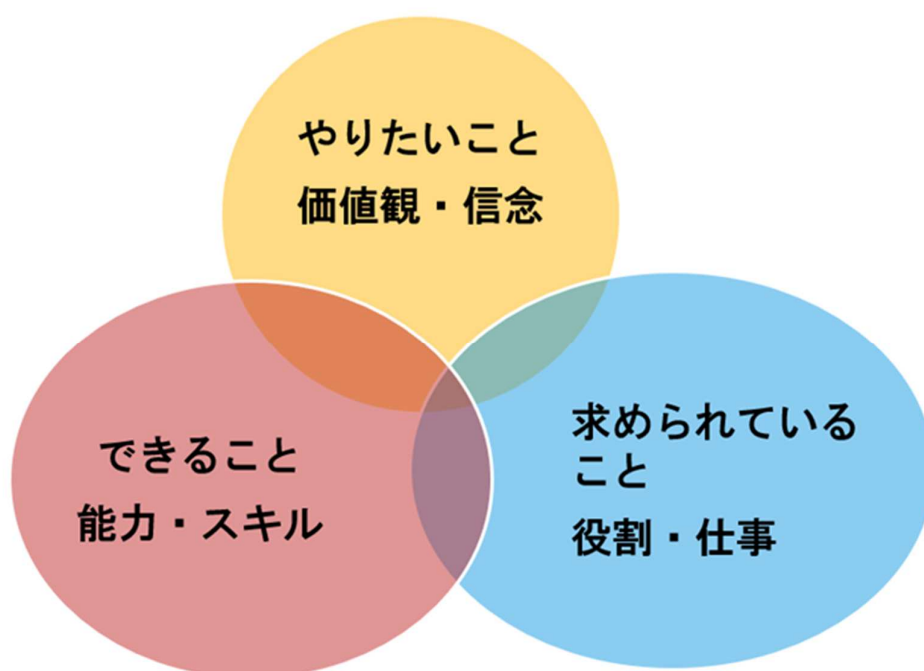 やりたいこと
価値観・信念
できること
能力・スキル
求められている
こと
役割・仕事